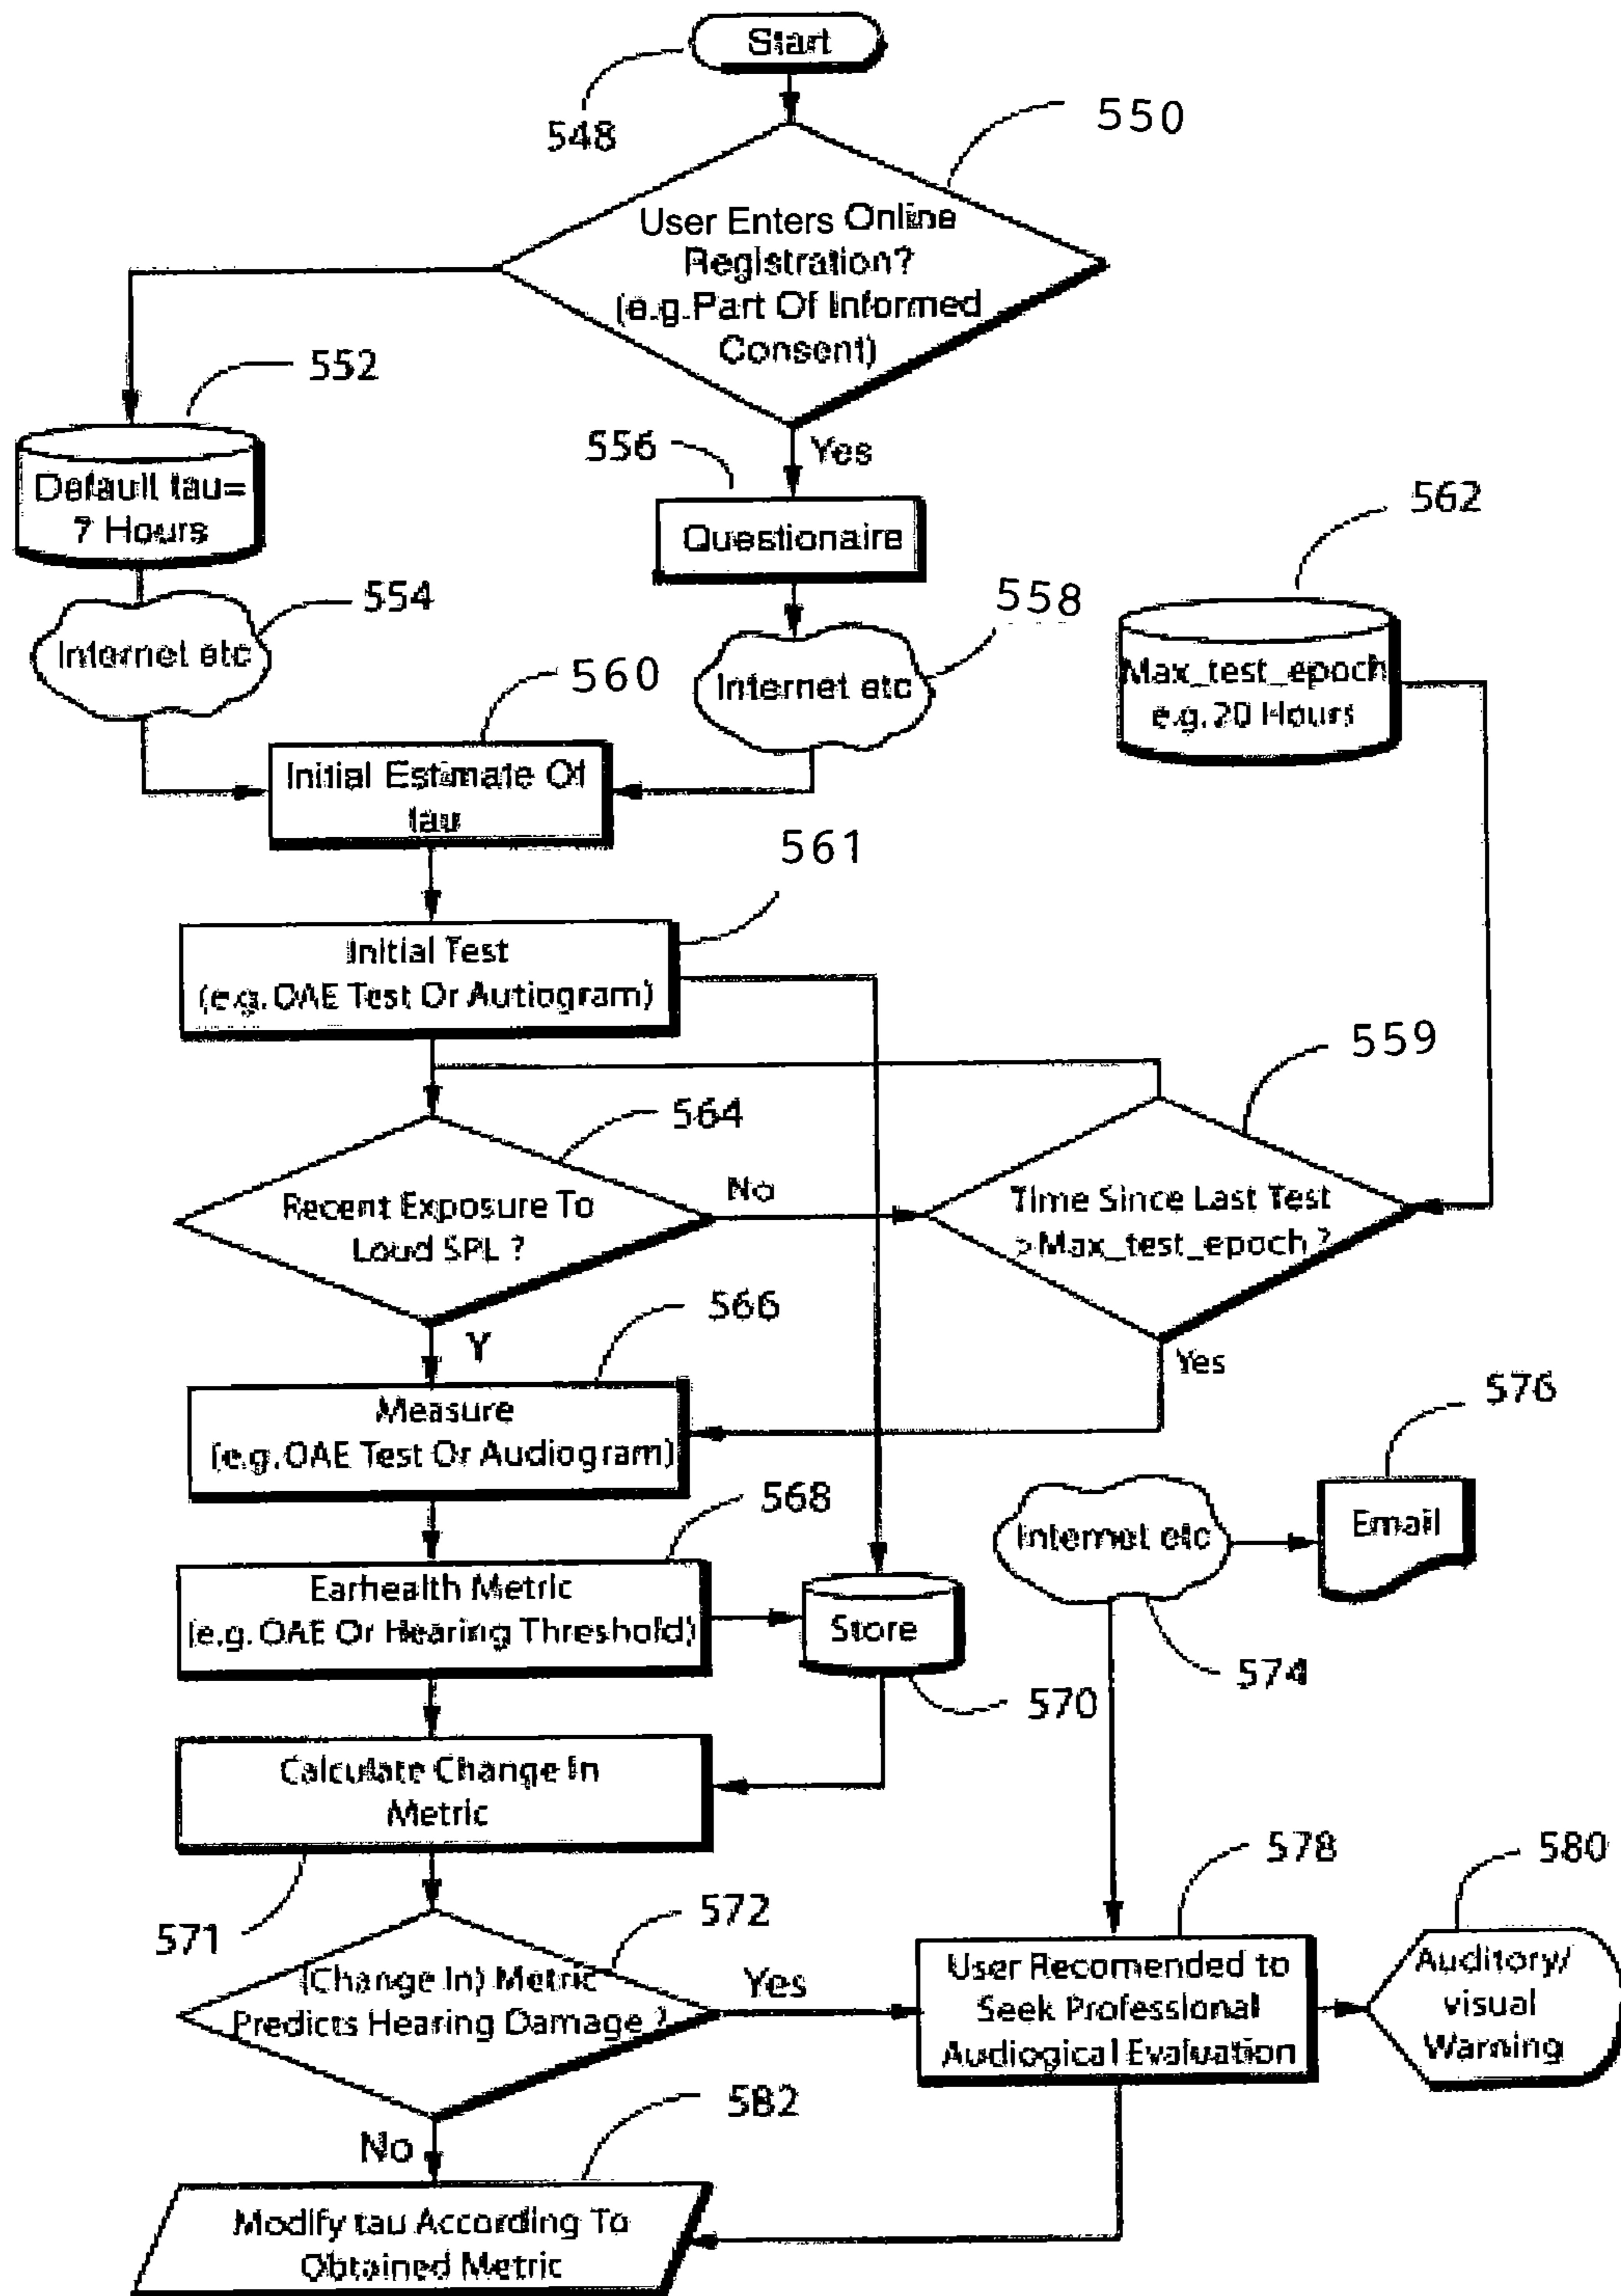 Start
548
550
User Enters Online
Registration?
(e.g. Part Of Informed
Consent)
552
Default tau=
7 Hours
556
Yes
Questionaire
562
Max_test_epoch
e.g. 20 Hours
554
Internet etc
558
Internet etc
560
Initial Estimate Of
tau
561
Initial Test
(e.g. OAE Test Or Autiogram)
559
Time Since Last Test
>Max_test_epoch ?
564
Recent Exposure To
Loud SPL ?
No
Y
Yes
566
Measure
(e.g. OAE Test Or Audiogram)
568
Earhealth Metric
(e.g. OAE Or Hearing Threshold)
Store
570
Internet etc
574
576
Email
Calculate Change In
Metric
571
572
(Change In) Metric
Predicts Hearing Damage ?
Yes
No
578
User Recomended to
Seek Professional
Audiogical Evaluation
580
Auditory/
visual
Warning
582
Modify tau According To
Obtained Metric